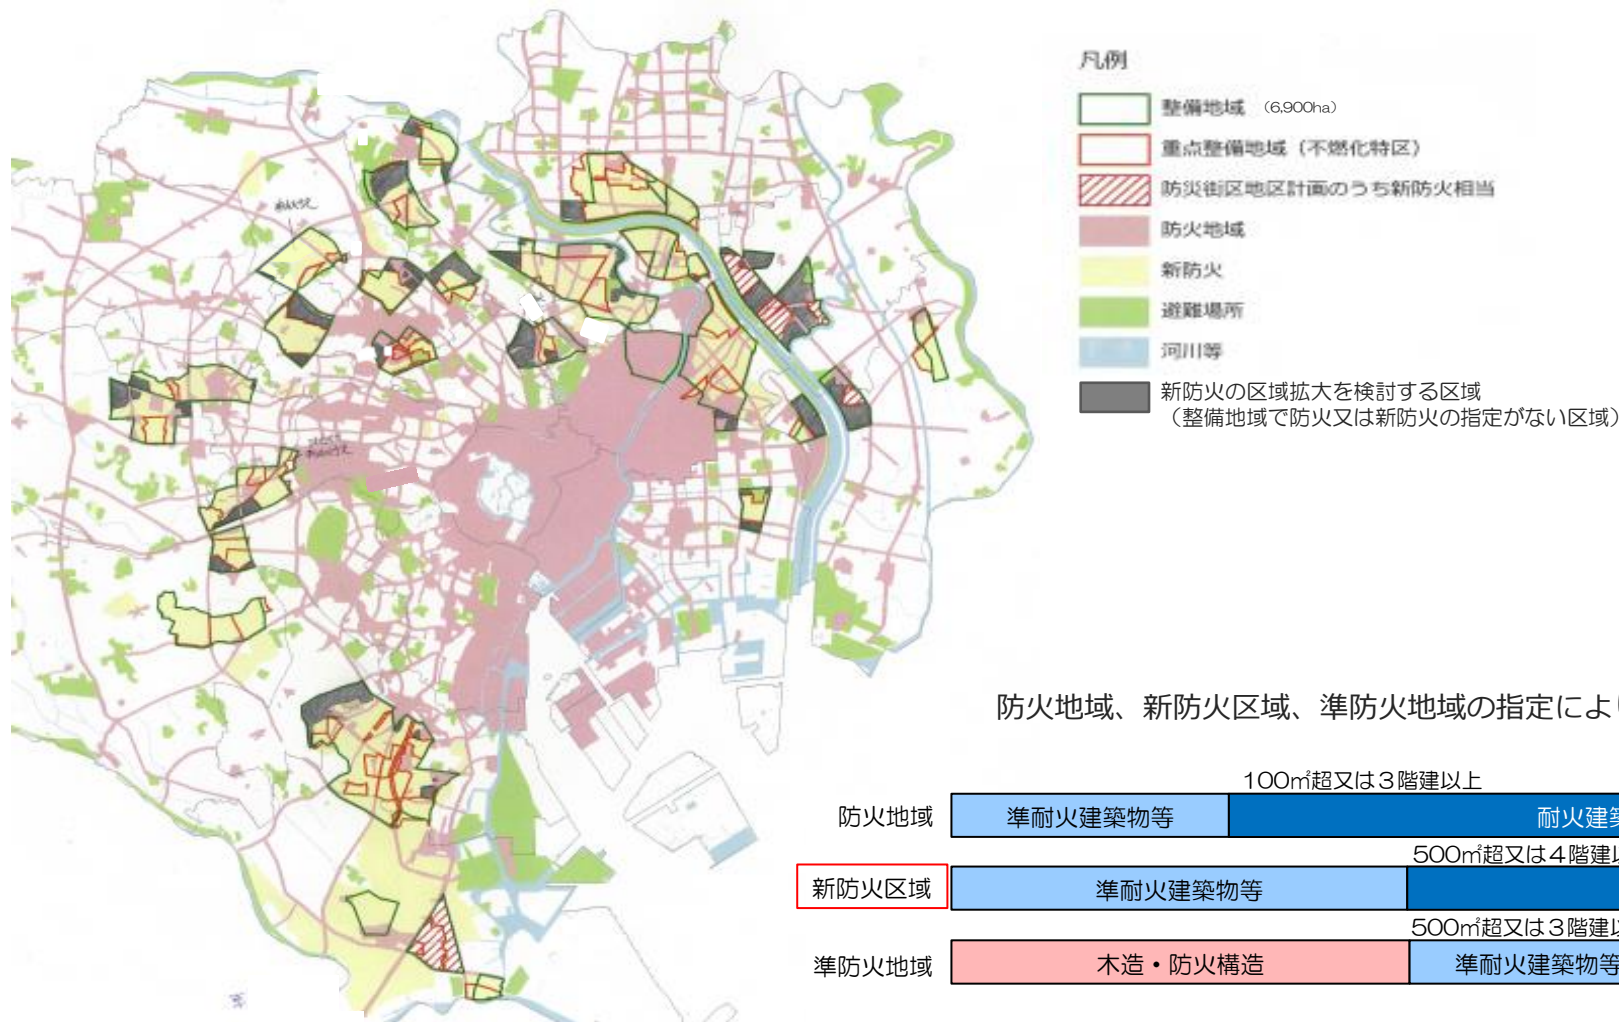 凡例
整備地域 (6,900ha)
重点整備地域（不燃化特区）
防災街区地区計画のうち新防火相当
防火地域
新防火
避難場所
河川等
新防火の区域拡大を検討する区域
（整備地域で防火又は新防火の指定がない区域）
防火地域、新防火区域、準防火地域の指定によ
100㎡超又は３階建以上
防火地域 準耐火建築物等 耐火建
500㎡超又は４階建
新防火区域 準耐火建築物等
500㎡超又は３階建
準防火地域 木造・防火構造 準耐火建築物等